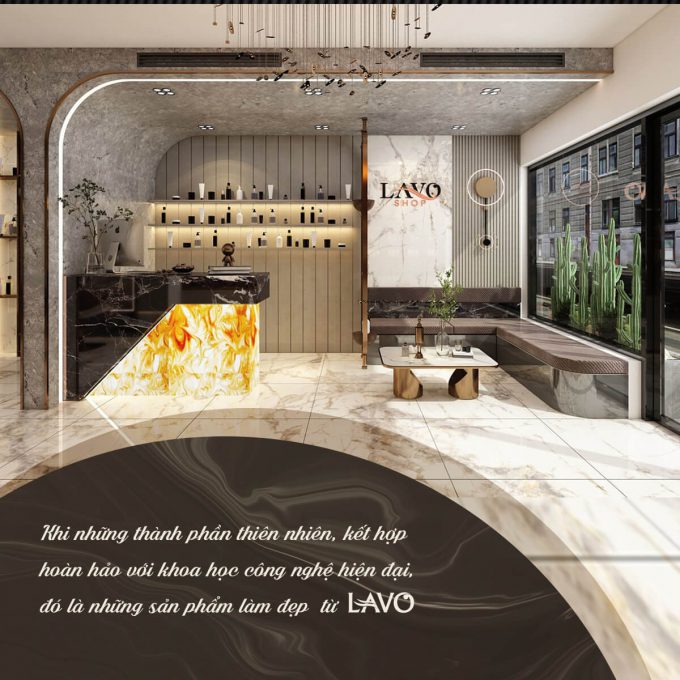 LAVO
SHOP
Khi những thành phần thiên nhiên, kết hợp
hoàn hảo với khoa học công nghệ hiện đại,
đó là những sản phẩm làm đẹp từ LAVO